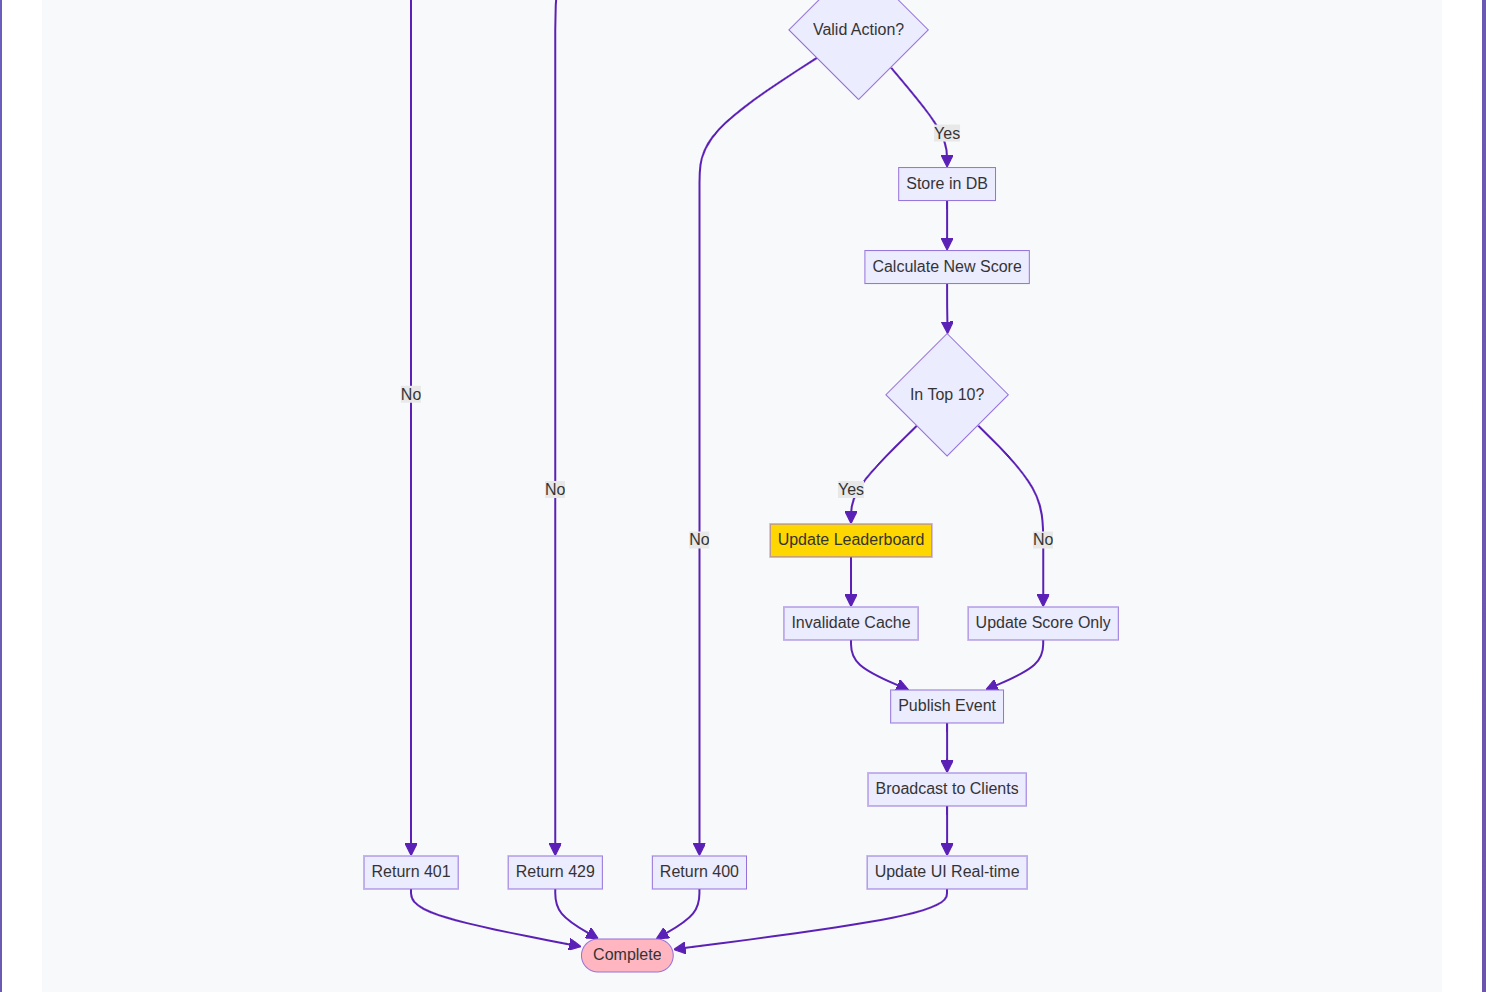 Valid Action?
Yes
Store in DB
Calculate New Score
No
In Top 10?
Yes
No
No
Update Leaderboard
No
Invalidate Cache
Update Score Only
Publish Event
Broadcast to Clients
Return 401
Return 429
Return 400
Update UI Real-time
Complete